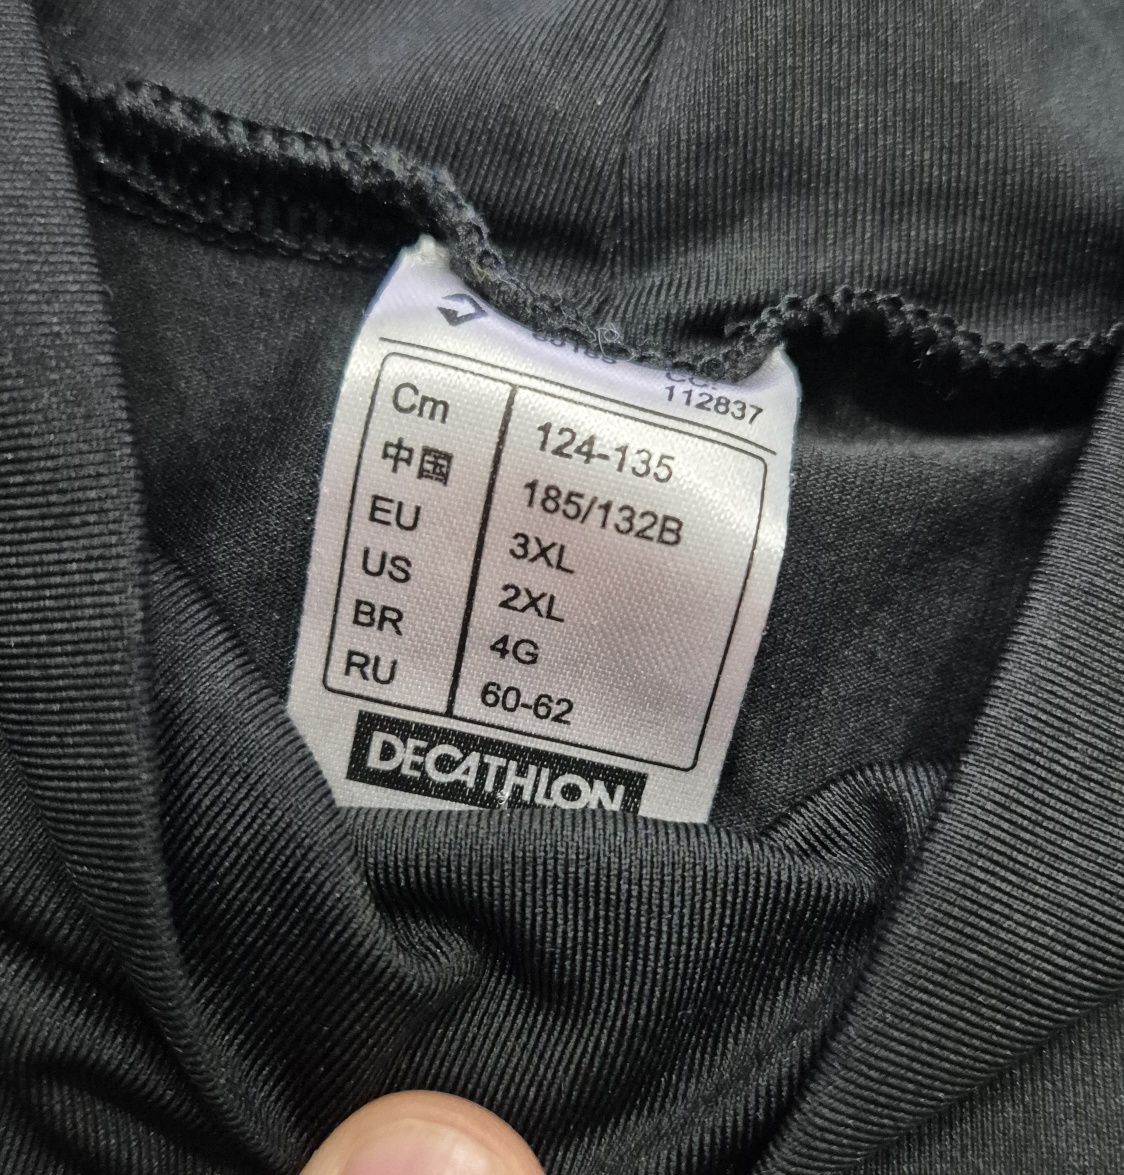 112837
Cm 124-135
中国 185/132B
EU 3XL
US 2XL
BR 4G
RU 60-62
DECATHLON